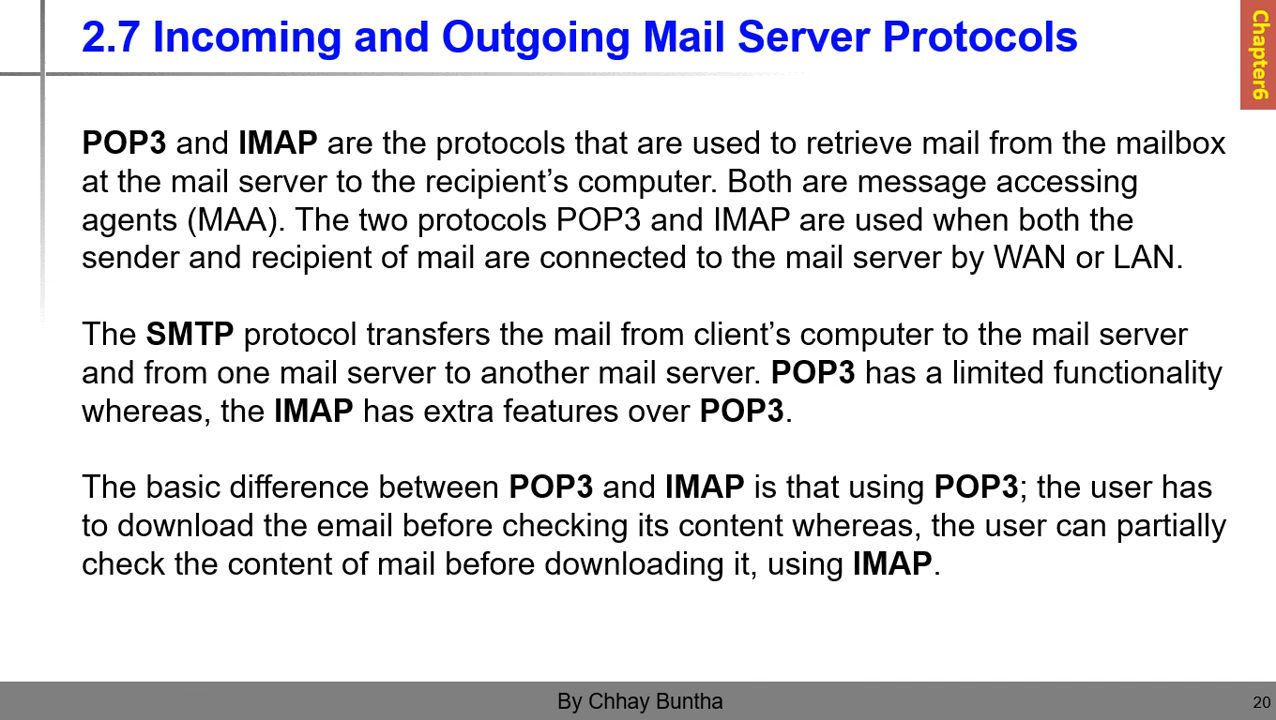 2.7 Incoming and Outgoing Mail Server Protocols
Chapter6
POP3 and IMAP are the protocols that are used to retrieve mail from the mailbox
at the mail server to the recipient’s computer. Both are message accessing
agents (MAA). The two protocols POP3 and IMAP are used when both the
sender and recipient of mail are connected to the mail server by WAN or LAN.
The SMTP protocol transfers the mail from client’s computer to the mail server
and from one mail server to another mail server. POP3 has a limited functionality
whereas, the IMAP has extra features over POP3.
The basic difference between POP3 and IMAP is that using POP3; the user has
to download the email before checking its content whereas, the user can partially
check the content of mail before downloading it, using IMAP.
By Chhay Buntha
20